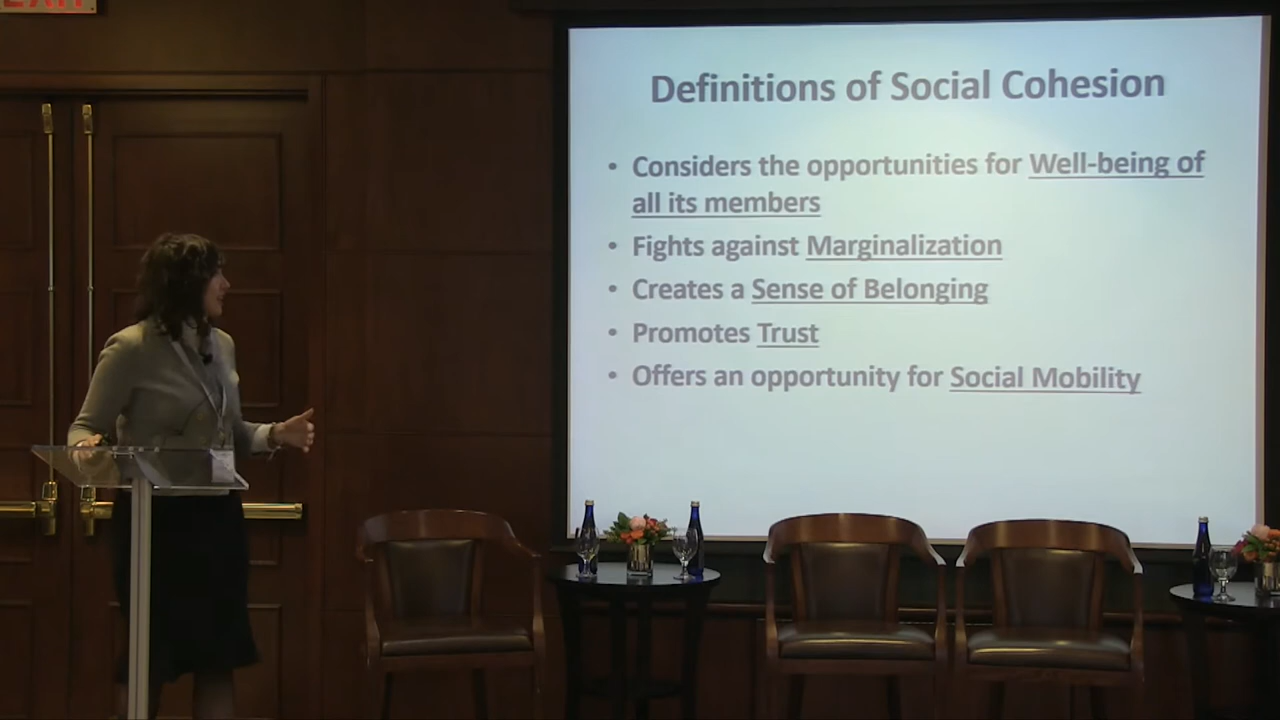 EXIT
Definitions of Social Cohesion
• Considers the opportunities for Well-being of
all its members
• Fights against Marginalization
• Creates a Sense of Belonging
• Promotes Trust
• Offers an opportunity for Social Mobility